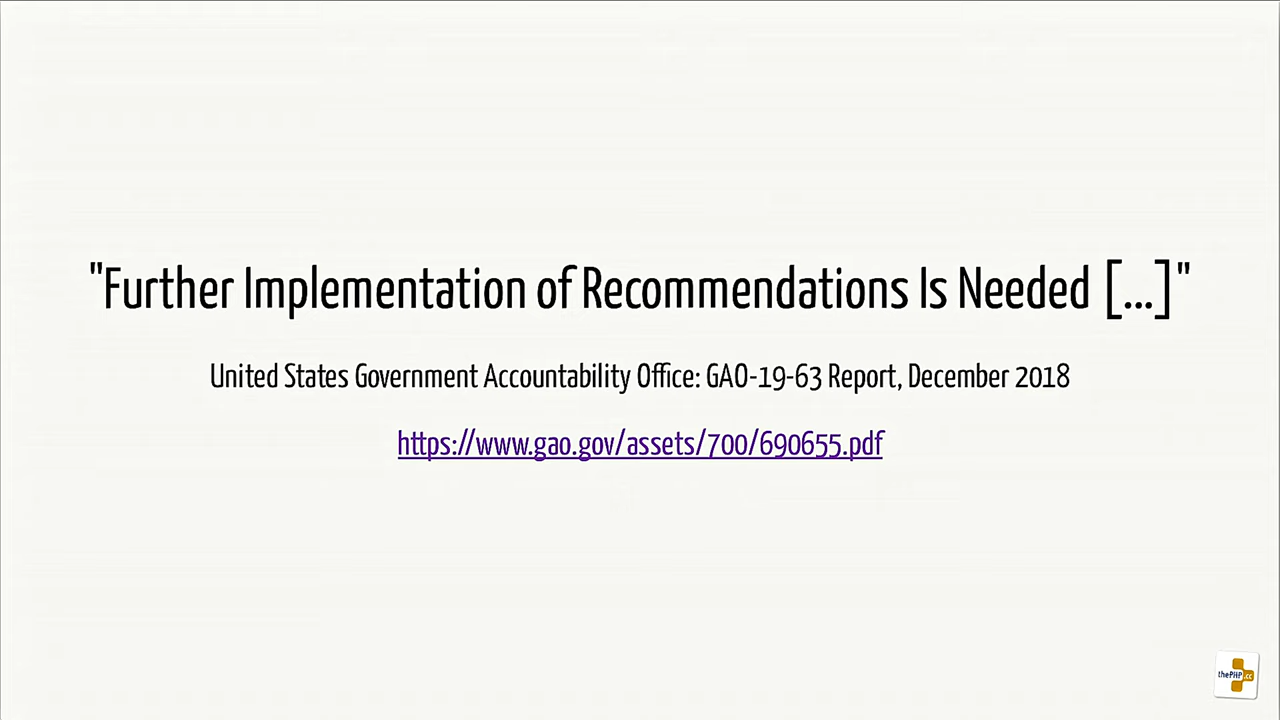 "Further Implementation of Recommendations Is Needed [...]"
United States Government Accountability Office: GAO-19-63 Report, December 2018
https://www.gao.gov/assets/700/690655.pdf
thePHP.cc